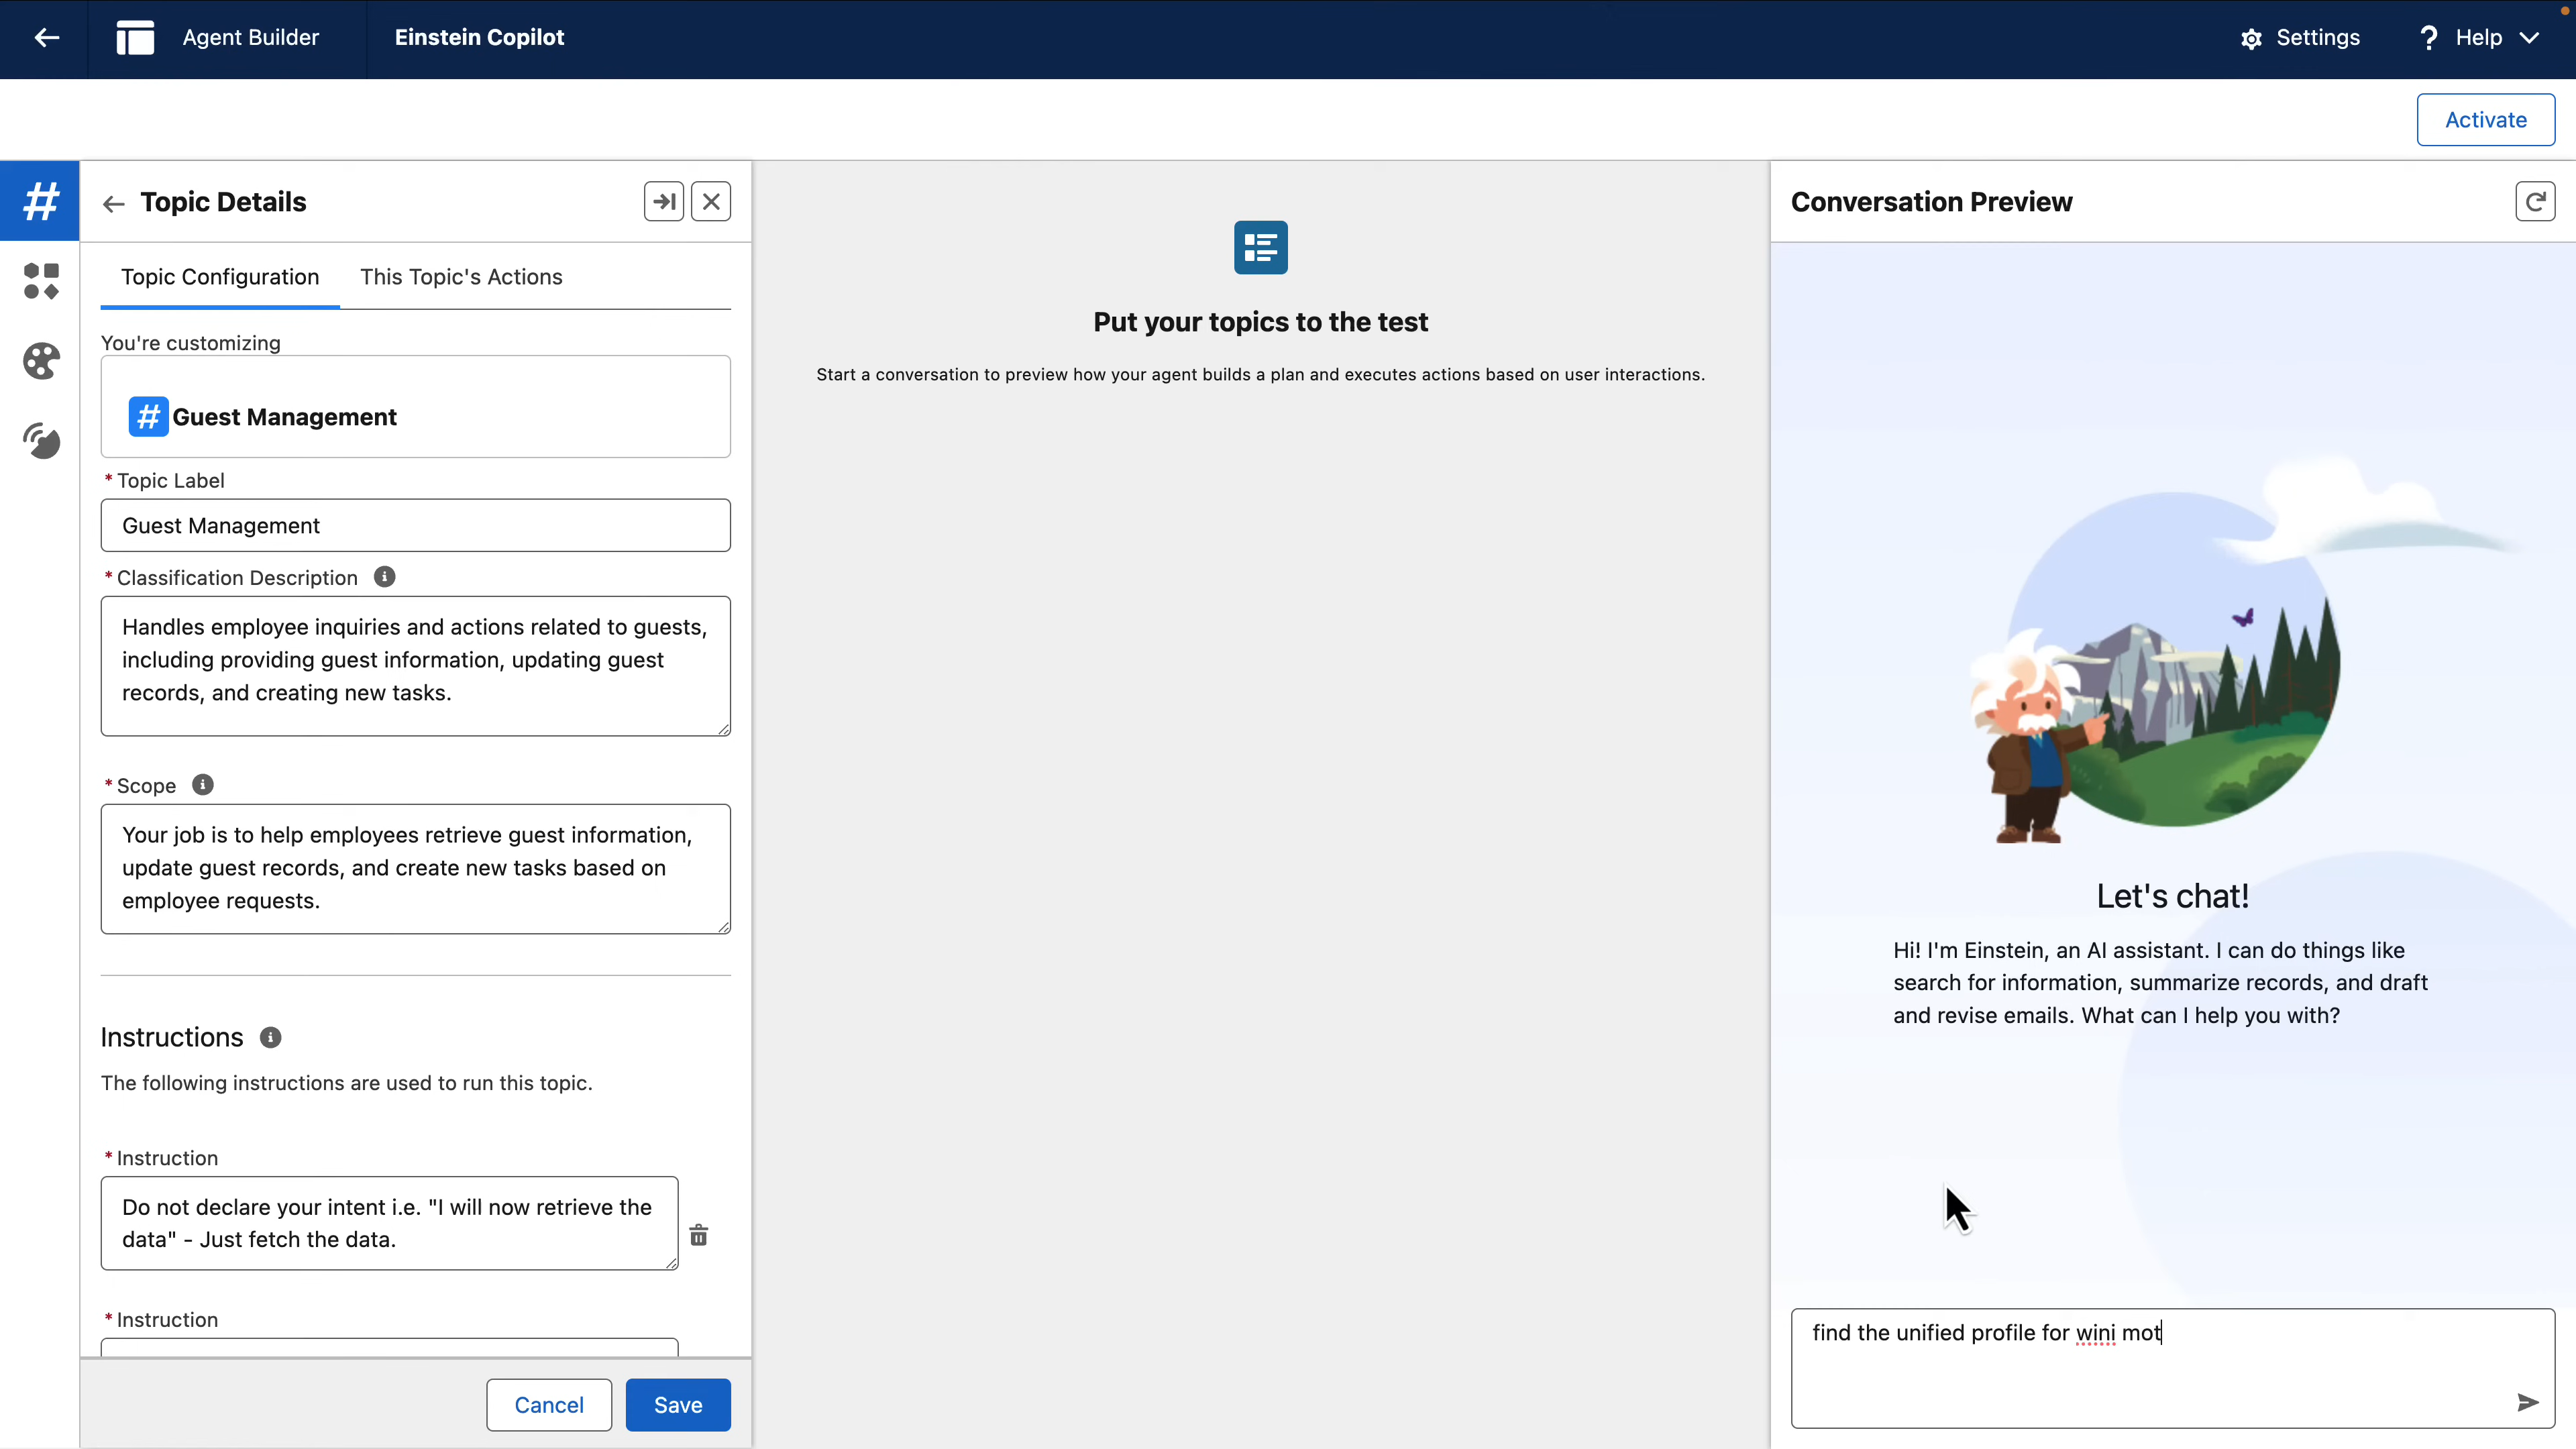 Agent Builder
Einstein Copilot
Settings
? Help
Activate
#
Topic Details
Topic Configuration
This Topic's Actions
You're customizing
# Guest Management
* Topic Label
Guest Management
* Classification Description i
Handles employee inquiries and actions related to guests,
including providing guest information, updating guest
records, and creating new tasks.
* Scope i
Your job is to help employees retrieve guest information,
update guest records, and create new tasks based on
employee requests.
Instructions i
The following instructions are used to run this topic.
* Instruction
Do not declare your intent i.e. "I will now retrieve the
data" - Just fetch the data.
* Instruction
Cancel
Save
Put your topics to the test
Start a conversation to preview how your agent builds a plan and executes actions based on user interactions.
Conversation Preview
Let's chat!
Hi! I'm Einstein, an AI assistant. I can do things like
search for information, summarize records, and draft
and revise emails. What can I help you with?
find the unified profile for wini mot